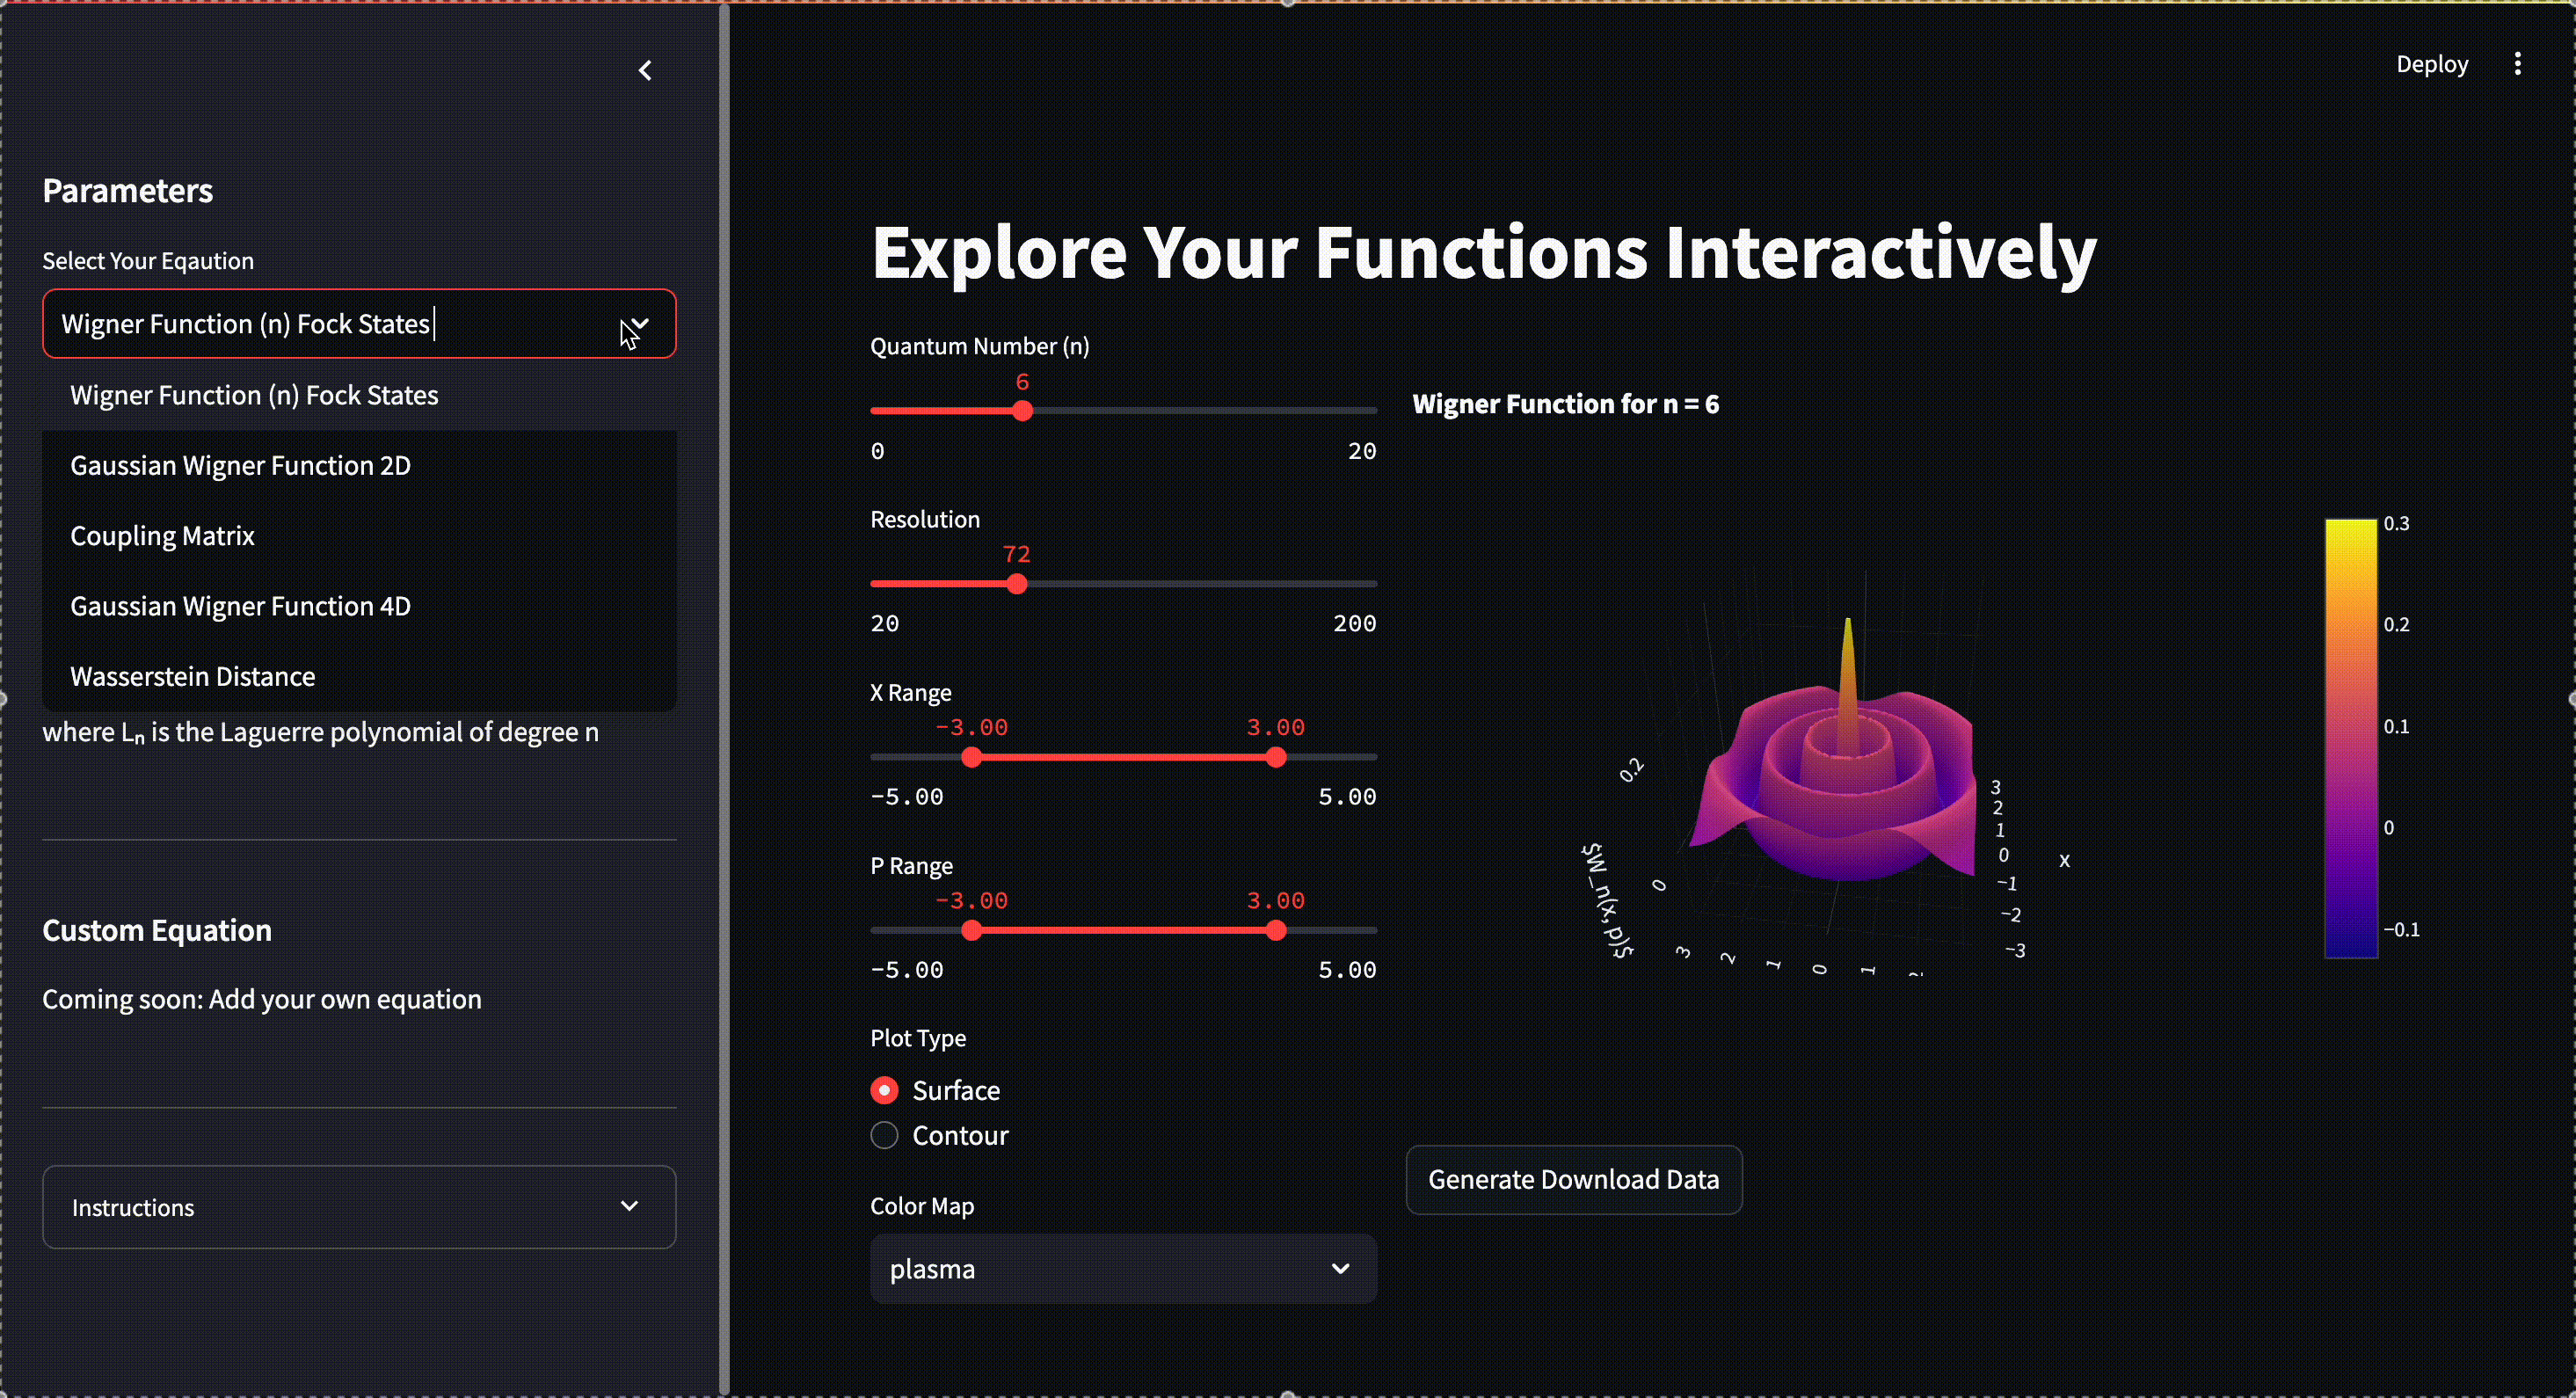 Deploy
Parameters
Select Your Eqaution
Wigner Function (n) Fock States
Wigner Function (n) Fock States
Gaussian Wigner Function 2D
Coupling Matrix
Gaussian Wigner Function 4D
Wasserstein Distance
where Lₙ is the Laguerre polynomial of degree n
Custom Equation
Coming soon: Add your own equation
Instructions
Explore Your Functions Interactively
Quantum Number (n)
6
0 20
Resolution
72
20 200
X Range
−3.00 3.00
−5.00 5.00
P Range
−3.00 3.00
−5.00 5.00
Plot Type
Surface
Contour
Color Map
plasma
Wigner Function for n = 6
0.2
0
$W_n(x,p)$
3
2
1
0
1
3
2
1
0
−1
−2
−3
x
0.3
0.2
0.1
0
−0.1
Generate Download Data